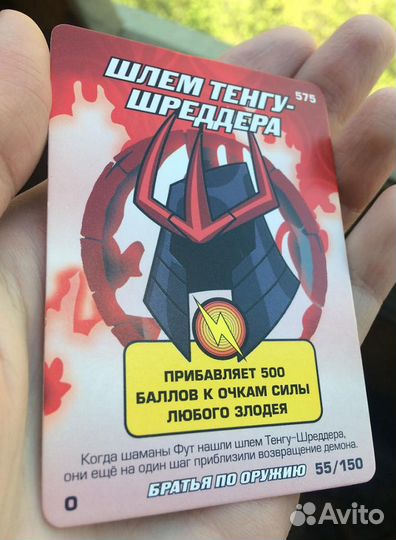 ШЛЕМ ТЕНГУ-
ШРЕДДЕРА
575
ПРИБАВЛЯЕТ 500
БАЛЛОВ К ОЧКАМ СИЛЫ
ЛЮБОГО ЗЛОДЕЯ
Когда шаманы Фут нашли шлем Тенгу-Шреддера,
они ещё на один шаг приблизили возвращение демона.
0
БРАТЬЯ ПО ОРУЖИЮ 55/150
Avito